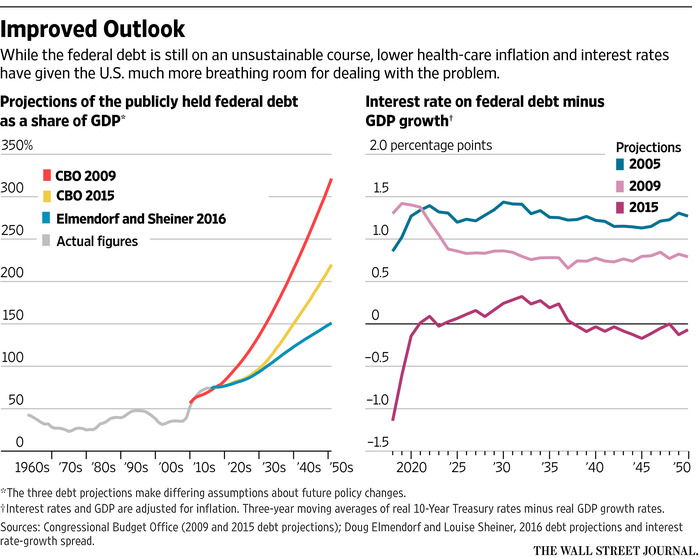 Improved Outlook
While the federal debt is still on an unsustainable course, lower health-care inflation and interest rates
have given the U.S. much more breathing room for dealing with the problem.
Projections of the publicly held federal debt
as a share of GDP*
350%
300
250
200
150
100
50
0
CBO 2009
CBO 2015
Elmendorf and Sheiner 2016
Actual figures
1960s '70s '80s '90s '00s '10s '20s '30s '40s '50s
Interest rate on federal debt minus
GDP growth†
2.0 percentage points
1.5
1.0
0.5
0
–0.5
–1.0
–1.5
Projections
2005
2009
2015
2020 '25 '30 '35 '40 '45 '50
*The three debt projections make differing assumptions about future policy changes.
†Interest rates and GDP are adjusted for inflation. Three-year moving averages of real 10-Year Treasury rates minus real GDP growth rates.
Sources: Congressional Budget Office (2009 and 2015 debt projections); Doug Elmendorf and Louise Sheiner, 2016 debt projections and interest
rate-growth spread.
THE WALL STREET JOURNAL.